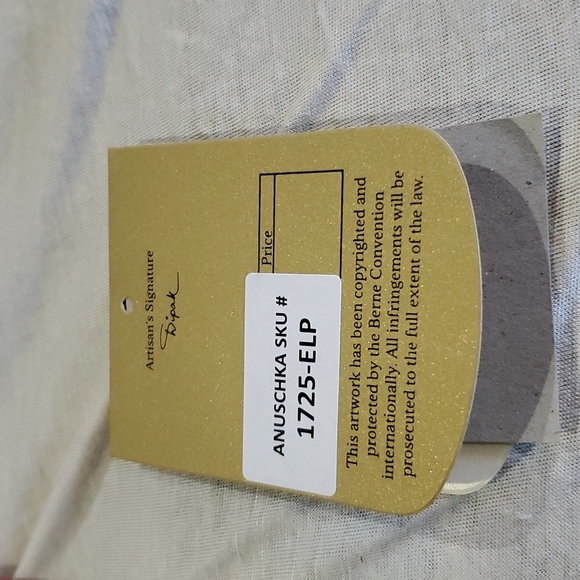 Artisan's Signature
Dipak
Price
ANUSCHKA SKU #
1725-ELP
This artwork has been copyrighted and
protected by the Berne Convention
internationally. All infringements will be
prosecuted to the full extent of the law.